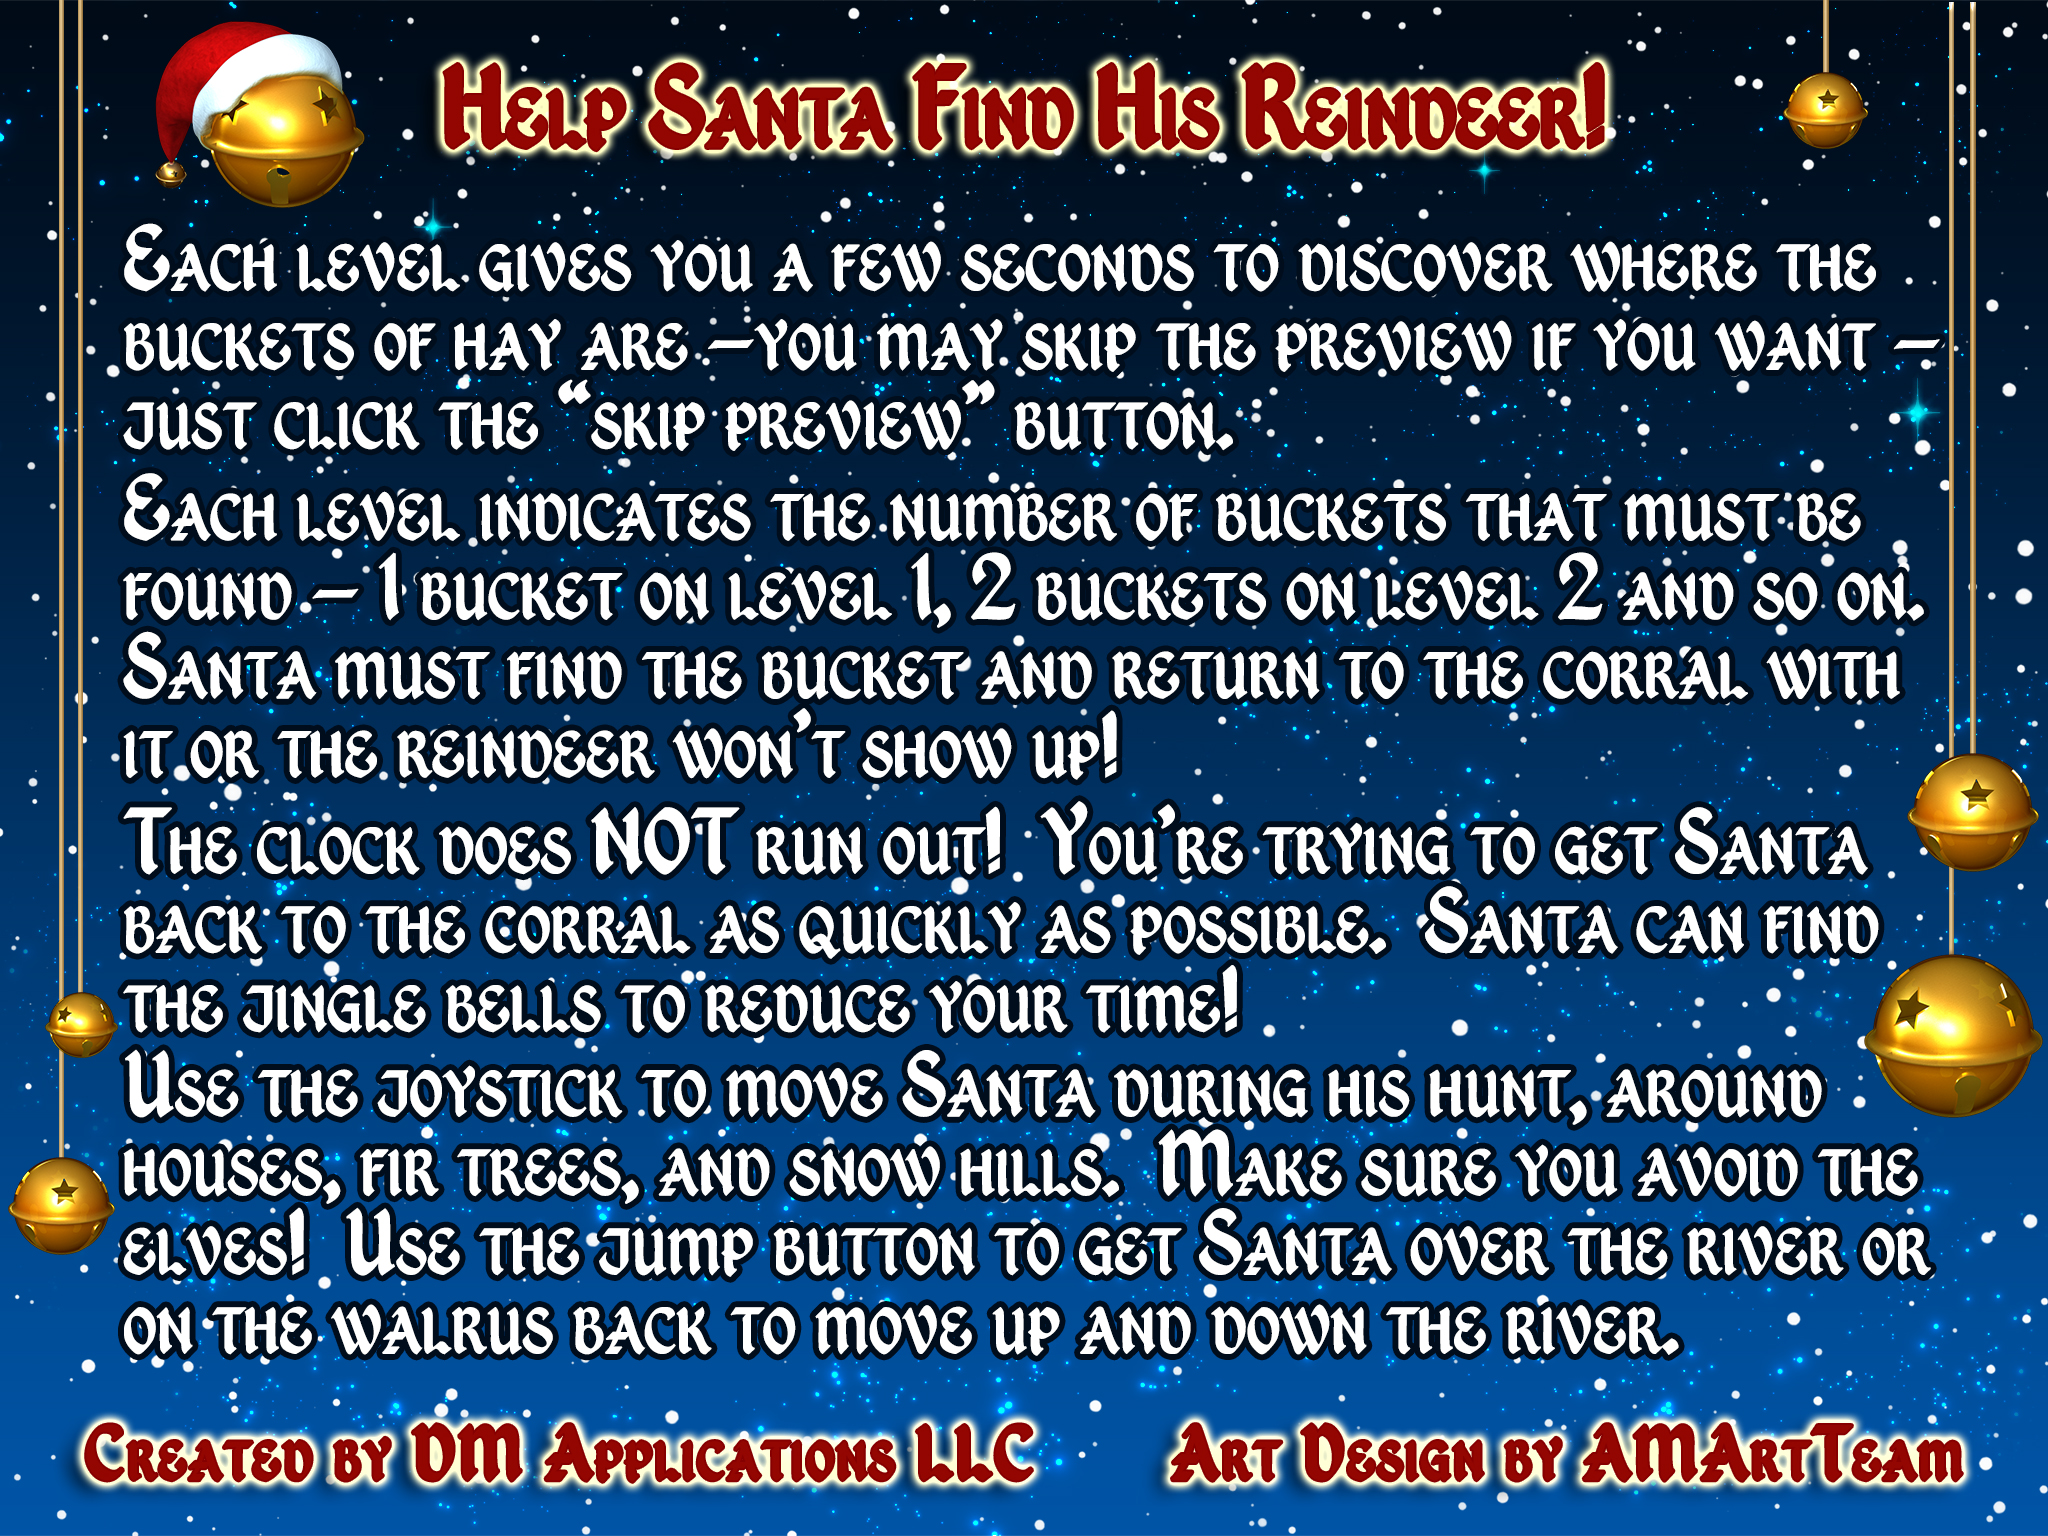 Help Santa Find His Reindeer!
Each level gives you a few seconds to discover where the
buckets of hay are –you may skip the preview if you want –
just click the “skip preview” button.
Each level indicates the number of buckets that must be
found – 1 bucket on level 1, 2 buckets on level 2 and so on.
Santa must find the bucket and return to the corral with
it or the reindeer won’t show up!
The clock does NOT run out!  You’re trying to get Santa
back to the corral as quickly as possible.  Santa can find
the jingle bells to reduce your time!
Use the joystick to move Santa during his hunt, around
houses, fir trees, and snow hills.  Make sure you avoid the
elves!  Use the jump button to get Santa over the river or
on the walrus back to move up and down the river.
Created by DM Applications LLC
Art Design by AMArtTeam